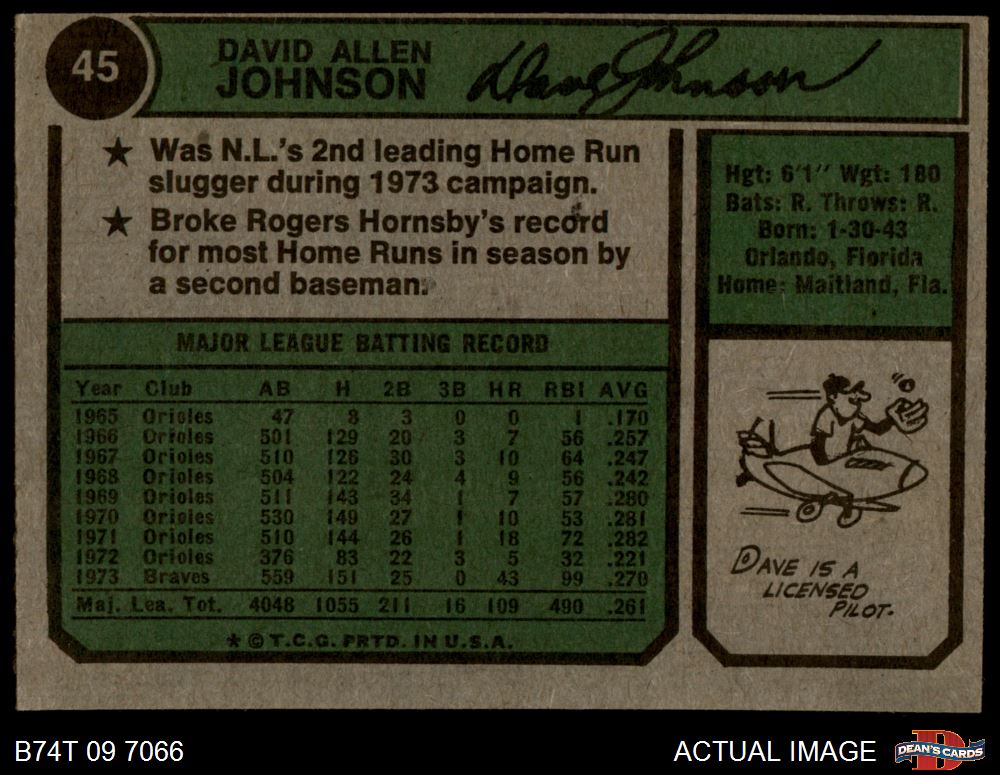 45
DAVID ALLEN
JOHNSON
Dave Johnson
★ Was N.L.'s 2nd leading Home Run
slugger during 1973 campaign.
★ Broke Rogers Hornsby's record
for most Home Runs in season by
a second baseman.
Hgt: 6'1" Wgt: 180
Bats: R. Throws: R.
Born: 1-30-43
Orlando, Florida
Home: Maitland, Fla.
MAJOR LEAGUE BATTING RECORD
Year Club AB H 2B 3B HR RBI AVG
1965 Orioles 47 8 3 0 0 1 .170
1966 Orioles 501 129 20 3 7 56 .257
1967 Orioles 510 126 30 3 10 64 .247
1968 Orioles 504 122 24 4 9 56 .242
1969 Orioles 511 143 34 1 7 57 .280
1970 Orioles 530 149 27 1 10 53 .281
1971 Orioles 510 144 26 1 18 72 .282
1972 Orioles 376 83 22 3 5 32 .221
1973 Braves 559 151 25 0 43 99 .270
Maj. Lea. Tot. 4048 1055 211 16 109 490 .261
★ © T.C.G. PRTD. IN U.S.A.
DAVE IS A
LICENSED
PILOT.
B74T 09 7066
ACTUAL IMAGE
DEAN'S CARDS